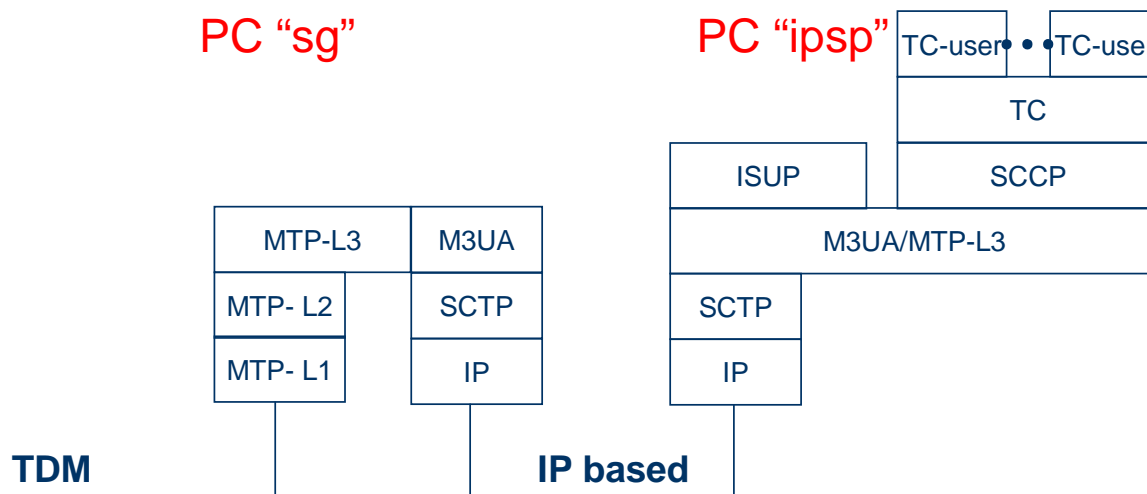 PC “sg”
PC “ipsp”
TC-user • • • TC-use
TC
ISUP
SCCP
MTP-L3
M3UA
M3UA/MTP-L3
MTP- L2
SCTP
SCTP
MTP- L1
IP
IP
TDM
IP based